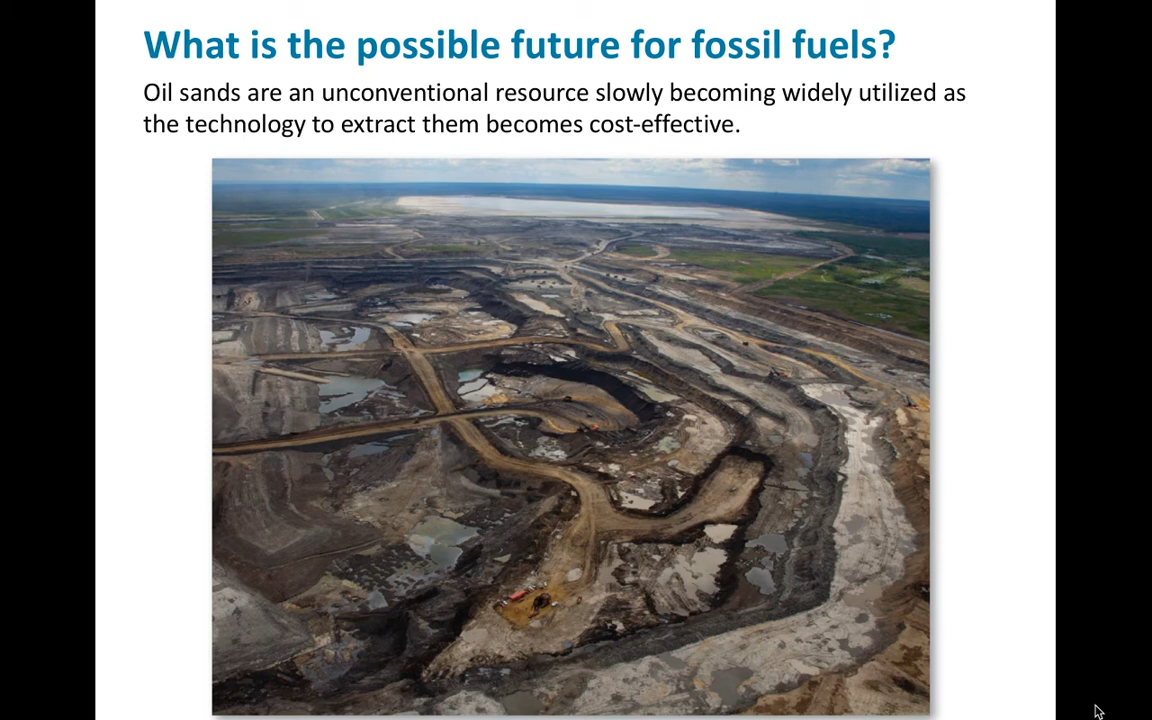 What is the possible future for fossil fuels?
Oil sands are an unconventional resource slowly becoming widely utilized as
the technology to extract them becomes cost-effective.